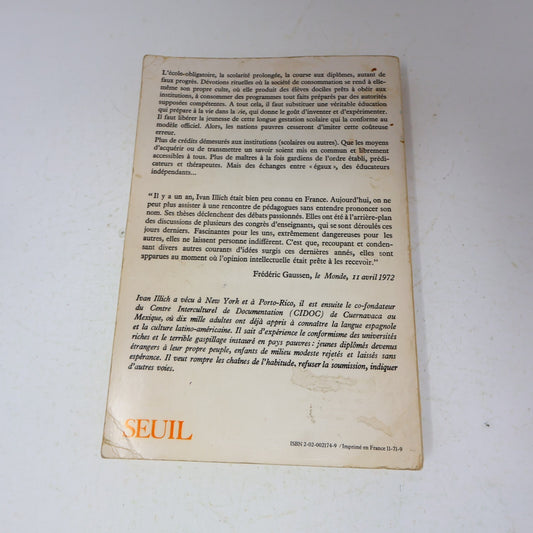 L'école-obligatoire, la scolarité prolongée, la course aux diplômes, autant de
faux progrès. Dévotions rituelles où la société de consommation se rend à elle-
même son propre culte, où elle produit des élèves dociles prêts à obéir aux
institutions, à consommer des programmes tout faits préparés par des autorités
supposées compétentes. A tout cela, il faut substituer une véritable éducation
qui prépare à la vie dans la vie, qui donne le goût d'inventer et d'expérimenter.
Il faut libérer la jeunesse de cette longue gestation scolaire qui la conforme au
modèle officiel. Alors, les nations pauvres cesseront d'imiter cette coûteuse
erreur.
Plus de crédits démesurés aux institutions (scolaires ou autres). Que les moyens
d'acquérir ou de transmettre un savoir soient mis en commun et librement
accessibles à tous. Plus de maîtres à la fois gardiens de l'ordre établi, prédi-
cateurs et thérapeutes. Mais des échanges entre « égaux », des éducateurs
indépendants...
"Il y a un an, Ivan Illich était bien peu connu en France. Aujourd'hui, on ne
peut plus assister à une rencontre de pédagogues sans entendre prononcer son
nom. Ses thèses déclenchent des débats passionnés. Elles ont été à l'arrière-plan
des discussions de plusieurs des congrès d'enseignants, qui se sont déroulés ces
jours derniers. Fascinantes pour les uns, extrêmement dangereuses pour les
autres, elles ne laissent personne indifférent. C'est que, recoupant et conden-
sant divers autres courants d'idées surgis ces dernières années, elles sont
apparues au moment où l'opinion intellectuelle était prête à les recevoir."
Frédéric Gaussen, le Monde, 11 avril 1972
Ivan Illich a vécu à New York et à Porto-Rico, il est ensuite le co-fondateur
du Centre Interculturel de Documentation (CIDOC) de Cuernavaca au
Mexique, où dix mille adultes ont déjà appris à connaître la langue espagnole
et la culture latino-américaine. Il sait d'expérience le conformisme des universités
riches et le terrible gaspillage instauré en pays pauvres : jeunes diplômés devenus
étrangers à leur propre peuple, enfants de milieu modeste rejetés et laissés sans
espérance. Il veut rompre les chaînes de l'habitude, refuser la soumission, indiquer
d'autres voies.
SEUIL
ISBN 2-02-002174-9 / Imprimé en France 11-71-9